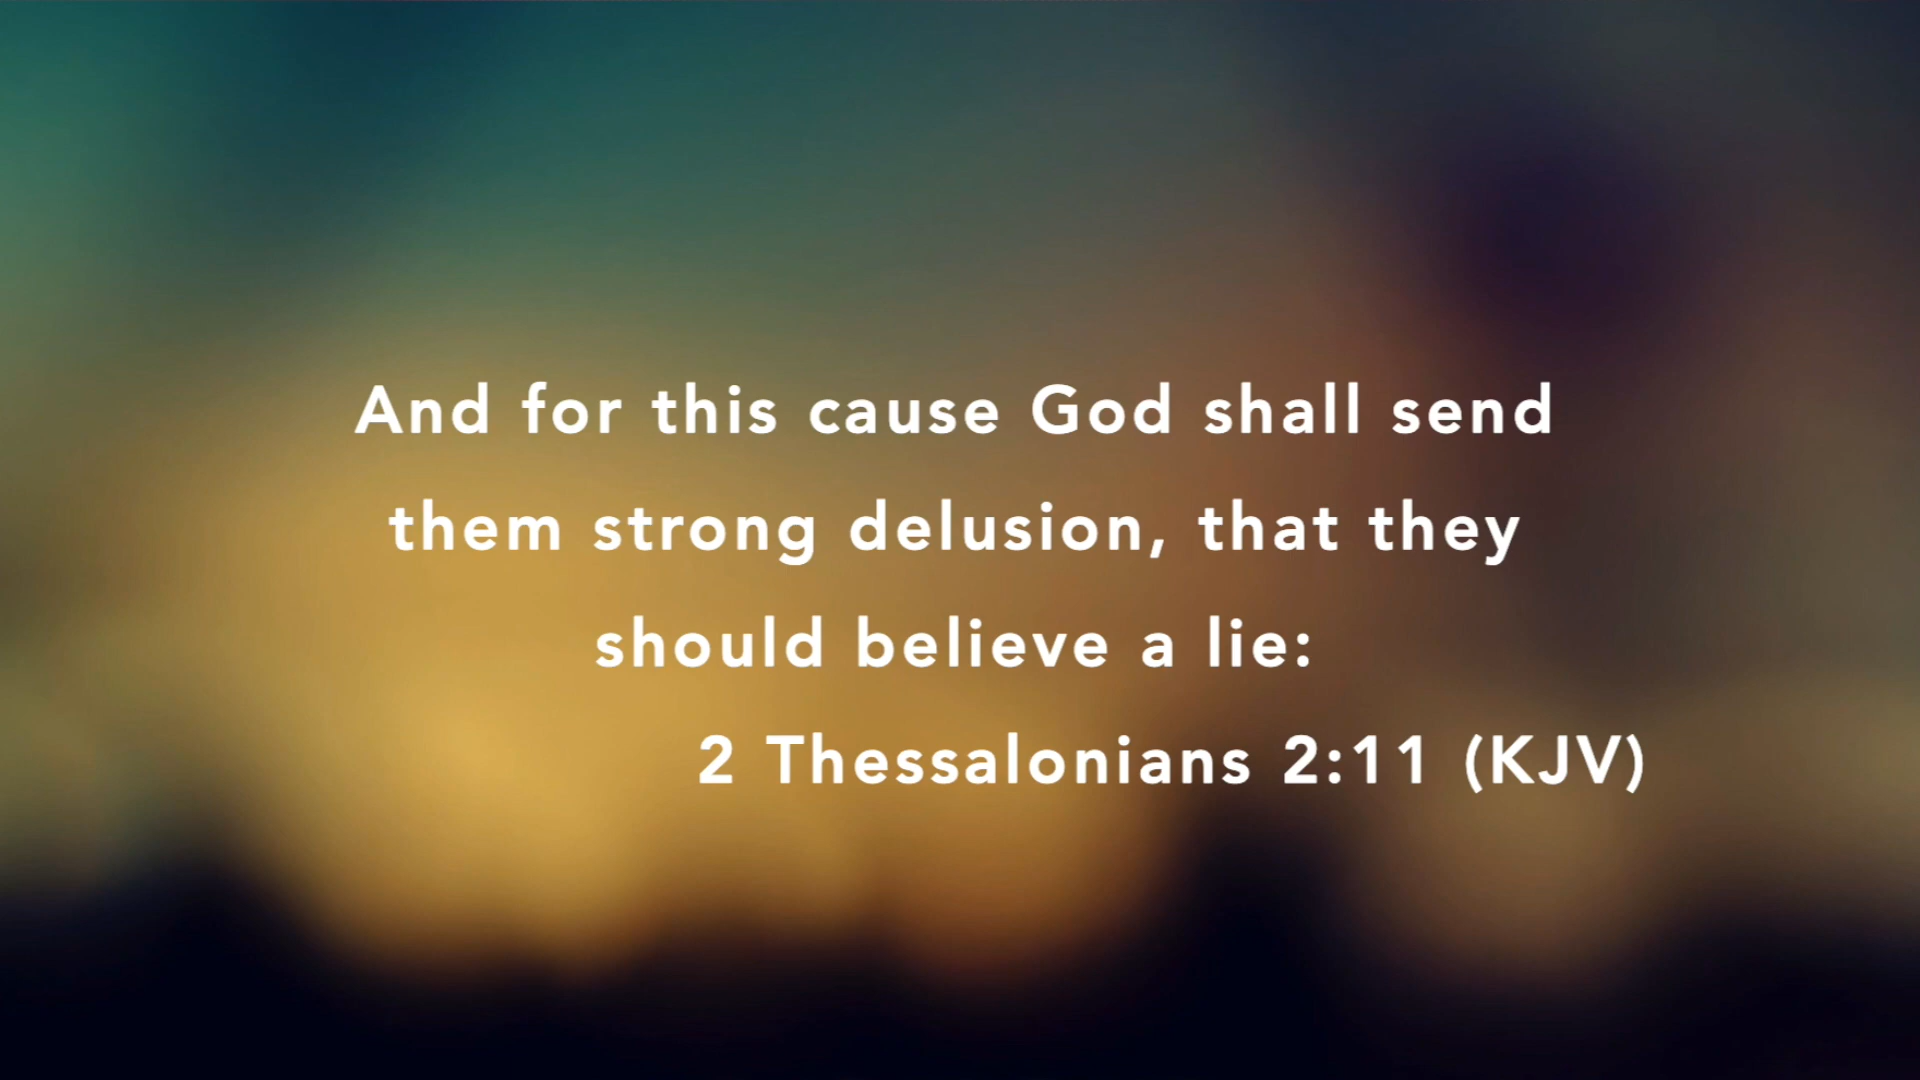 And for this cause God shall send
them strong delusion, that they
should believe a lie:
2 Thessalonians 2:11 (KJV)